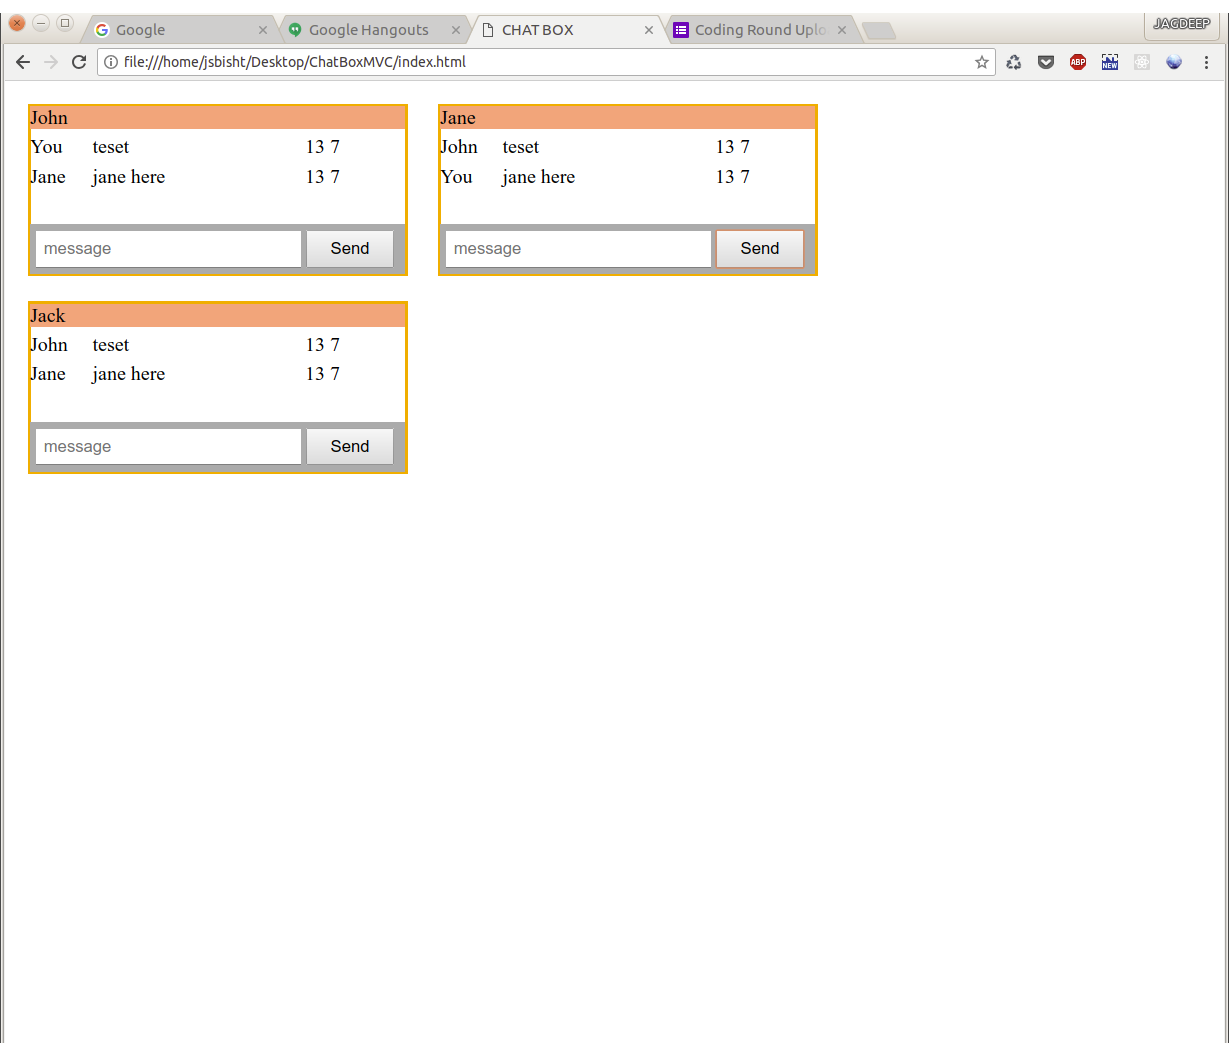 Google
Google Hangouts
CHAT BOX
Coding Round Uplo
JAGDEEP
file:///home/jsbisht/Desktop/ChatBoxMVC/index.html
ABP
NEW
John
You teset 13 7
Jane jane here 13 7
message Send
Jane
John teset 13 7
You jane here 13 7
message Send
Jack
John teset 13 7
Jane jane here 13 7
message Send